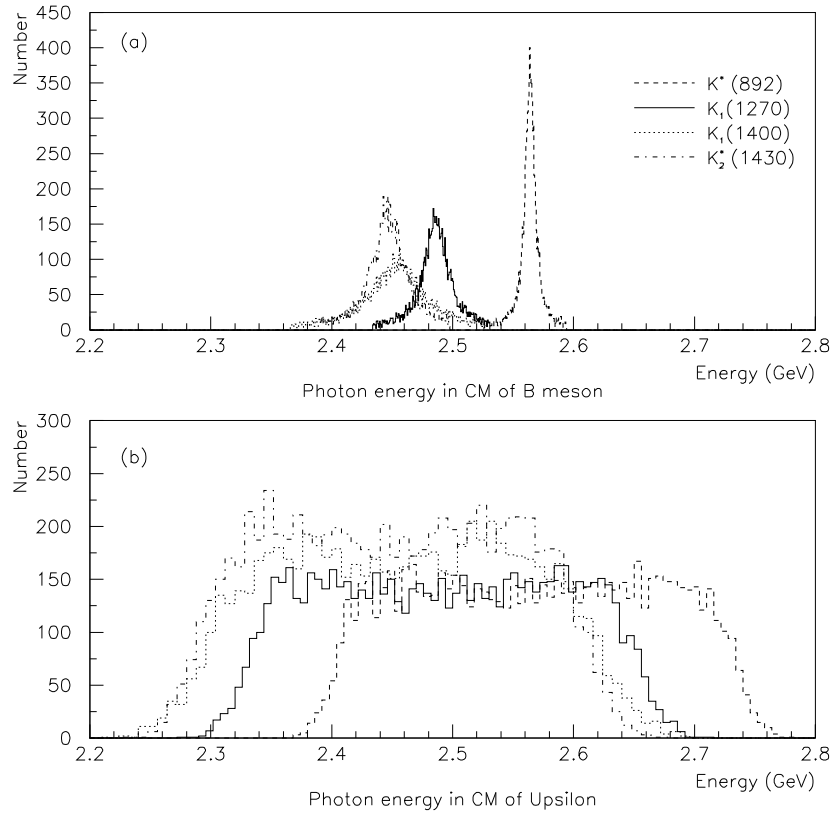 Number
450
400
350
300
250
200
150
100
50
0
(a)
K* (892)
K₁(1270)
K₁(1400)
K₂*(1430)
2.2 2.3 2.4 2.5 2.6 2.7 2.8
Energy (GeV)
Photon energy in CM of B meson
Number
300
250
200
150
100
50
0
(b)
2.2 2.3 2.4 2.5 2.6 2.7 2.8
Energy (GeV)
Photon energy in CM of Upsilon